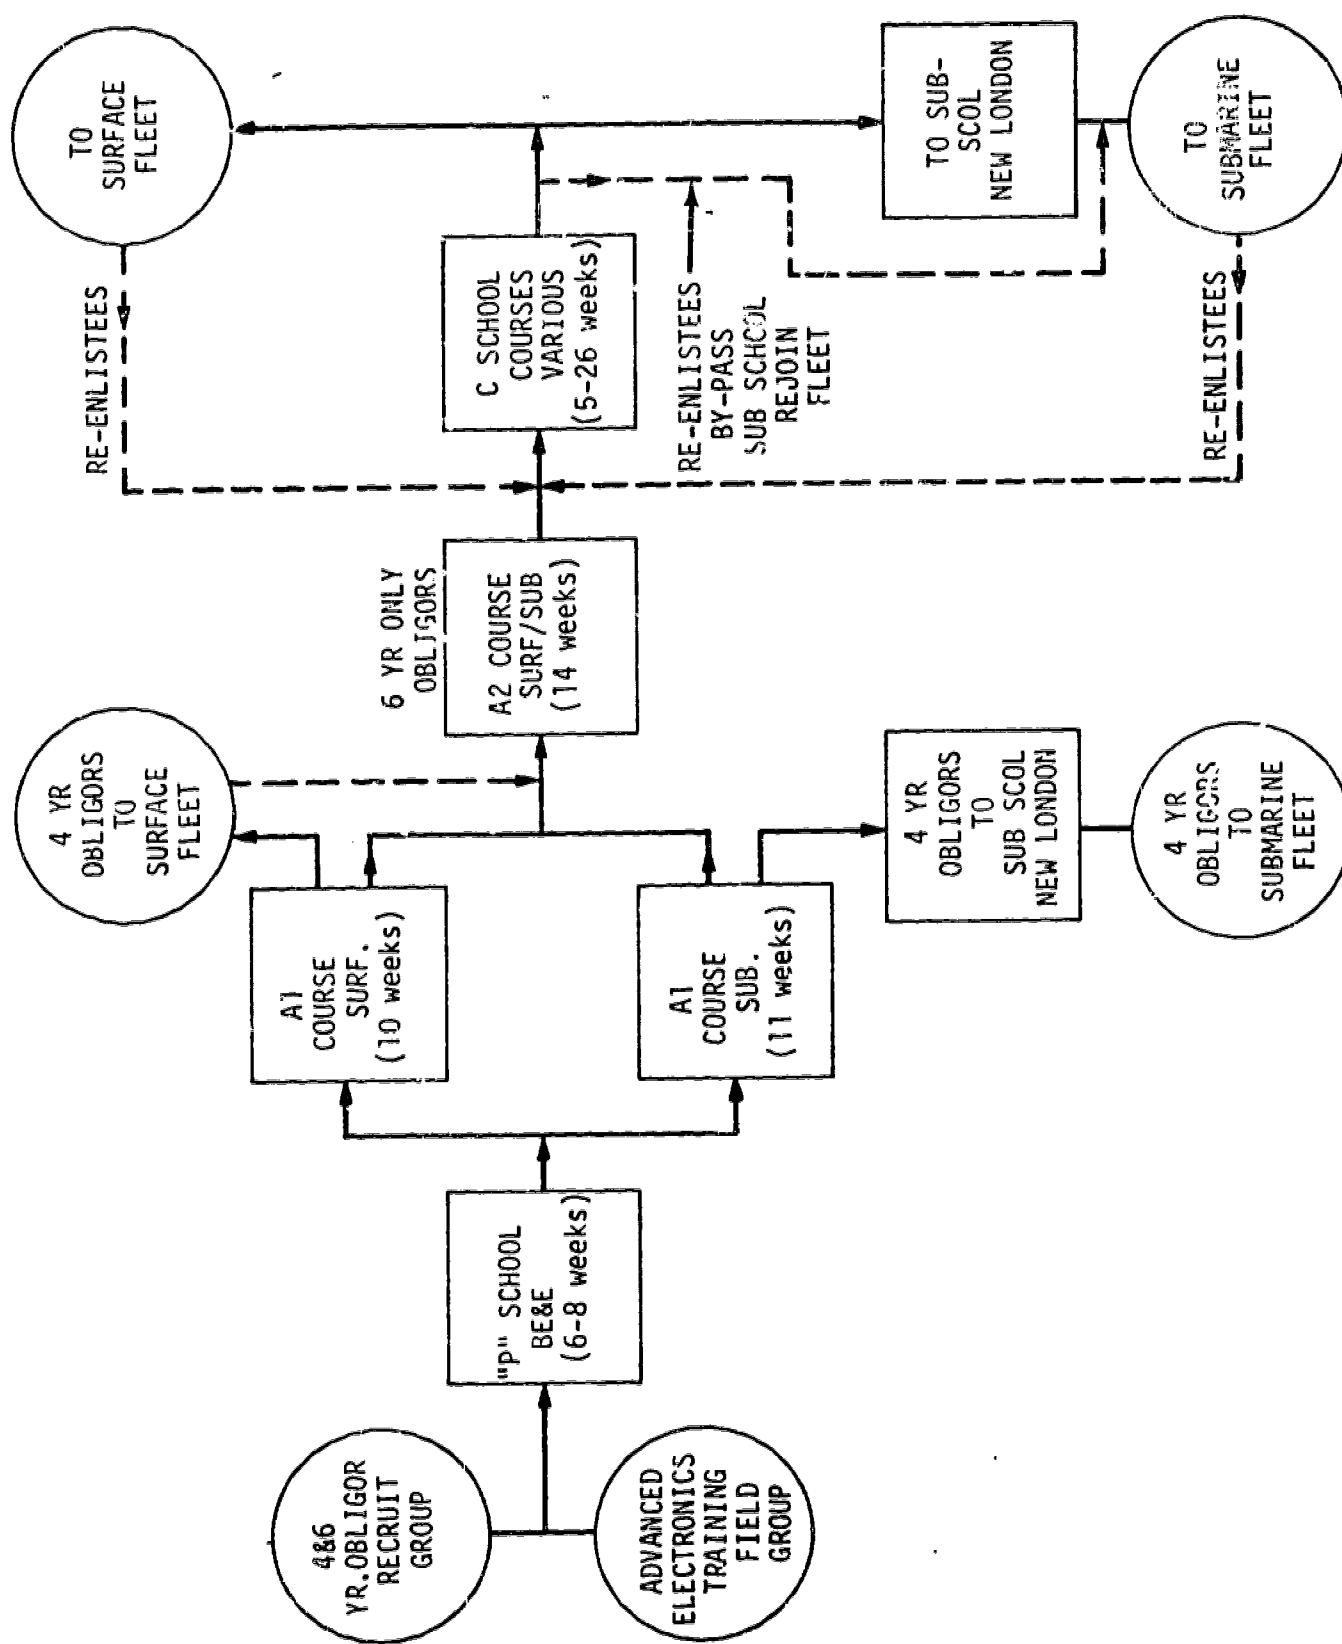 4&6
YR.OBLIGOR
RECRUIT
GROUP
ADVANCED
ELECTRONICS
TRAINING
FIELD
GROUP
"P" SCHOOL
BE&E
(6-8 weeks)
A1
COURSE
SURF.
(10 weeks)
A1
COURSE
SUB.
(11 weeks)
4 YR
OBLIGORS
TO
SURFACE
FLEET
4 YR
OBLIGORS
TO
SUB SCOL
NEW LONDON
4 YR
OBLIGORS
TO
SUBMARINE
FLEET
6 YR ONLY
OBLIGORS
A2 COURSE
SURF/SUB
(14 weeks)
RE-ENLISTEES
C SCHOOL
COURSES
VARIOUS
(5-26 weeks)
RE-ENLISTEES
BY-PASS
SUB SCHOOL
REJOIN
FLEET
RE-ENLISTEES
TO
SURFACE
FLEET
TO SUB-
SCOL
NEW LONDON
TO
SUBMARINE
FLEET